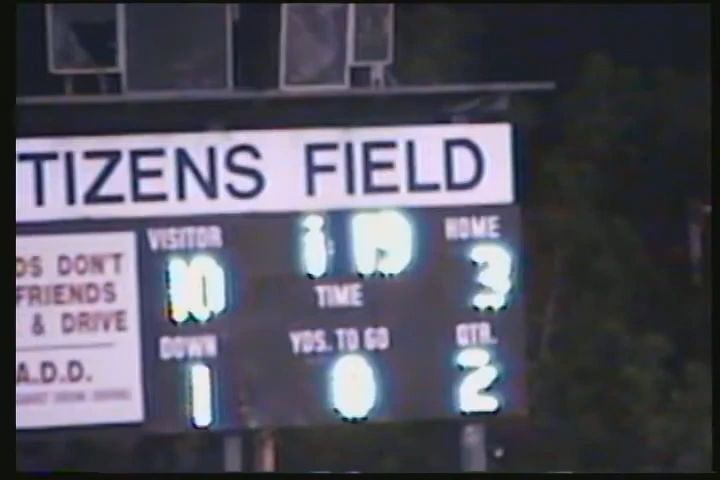 TIZENS FIELD
DS DON'T
FRIENDS
& DRIVE
A.D.D.
VISITOR
HOME
10
TIME
3
DOWN
YDS. TO GO
QTR.
1
0
2